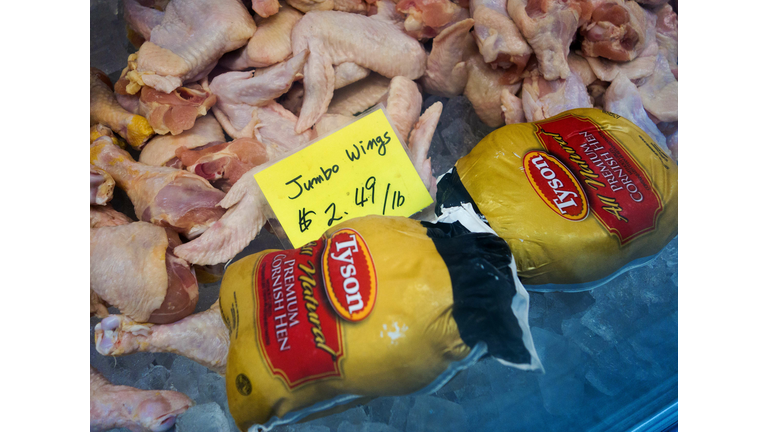 Jumbo Wings
$ 2.49/lb
Tyson
PREMIUM
CORNISH HEN
All Natural
Tyson
All Natural
PREMIUM
CORNISH HEN